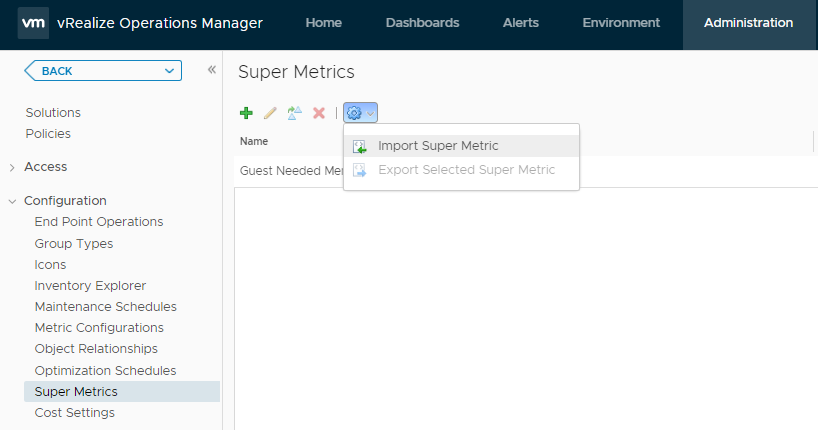 vm vRealize Operations Manager Home Dashboards Alerts Environment Administration
BACK
Solutions
Policies
Access
Configuration
End Point Operations
Group Types
Icons
Inventory Explorer
Maintenance Schedules
Metric Configurations
Object Relationships
Optimization Schedules
Super Metrics
Cost Settings
Super Metrics
Name
Import Super Metric
Export Selected Super Metric
Guest Needed